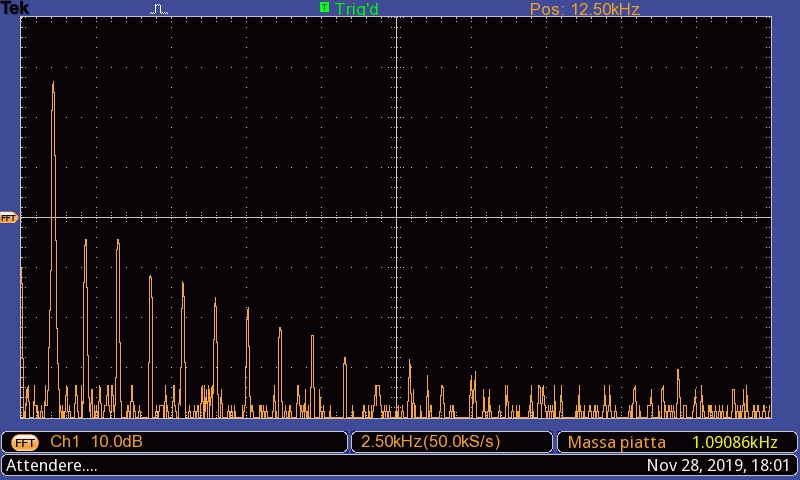 Tek T Trig'd Pos: 12.50kHz
FFT
FFT Ch1 10.0dB 2.50kHz(50.0kS/s) Massa piatta 1.09086kHz
Attendere.... Nov 28, 2019, 18:01